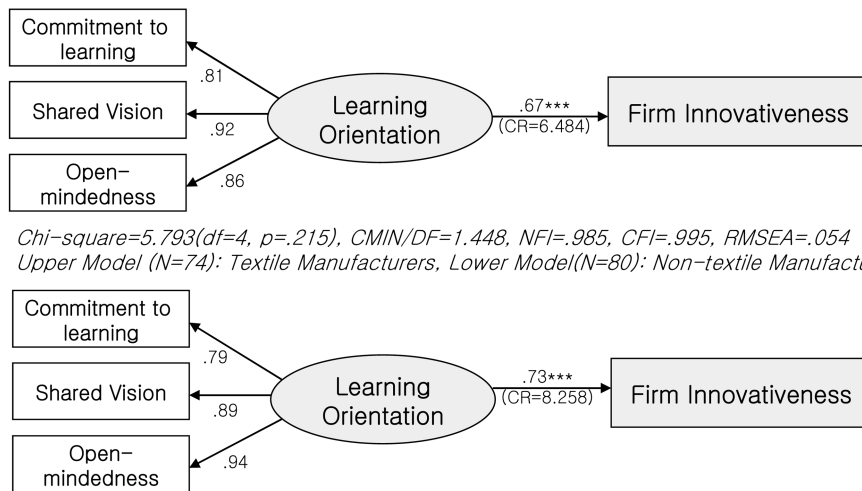 Commitment to
learning
.81
Shared Vision
.92
Open-
mindedness
.86
Learning
Orientation
.67***
(CR=6.484)
Firm Innovativeness
Chi-square=5.793(df=4, p=.215), CMIN/DF=1.448, NFI=.985, CFI=.995, RMSEA=.054
Upper Model (N=74): Textile Manufacturers, Lower Model(N=80): Non-textile
Commitment to
learning
.79
Shared Vision
.89
Open-
mindedness
.94
Learning
Orientation
.73***
(CR=8.258)
Firm Innovativeness